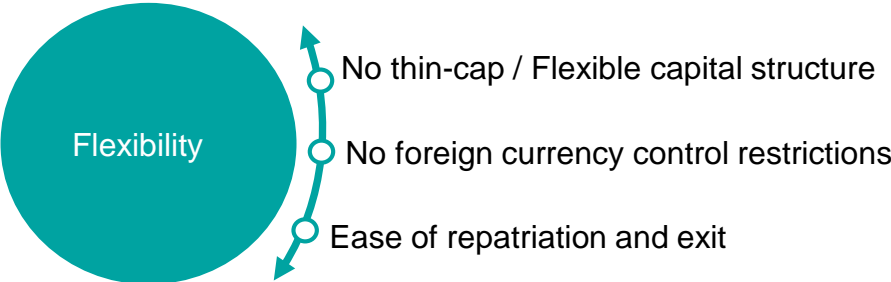 Flexibility
No thin-cap / Flexible capital structure
No foreign currency control restrictions
Ease of repatriation and exit